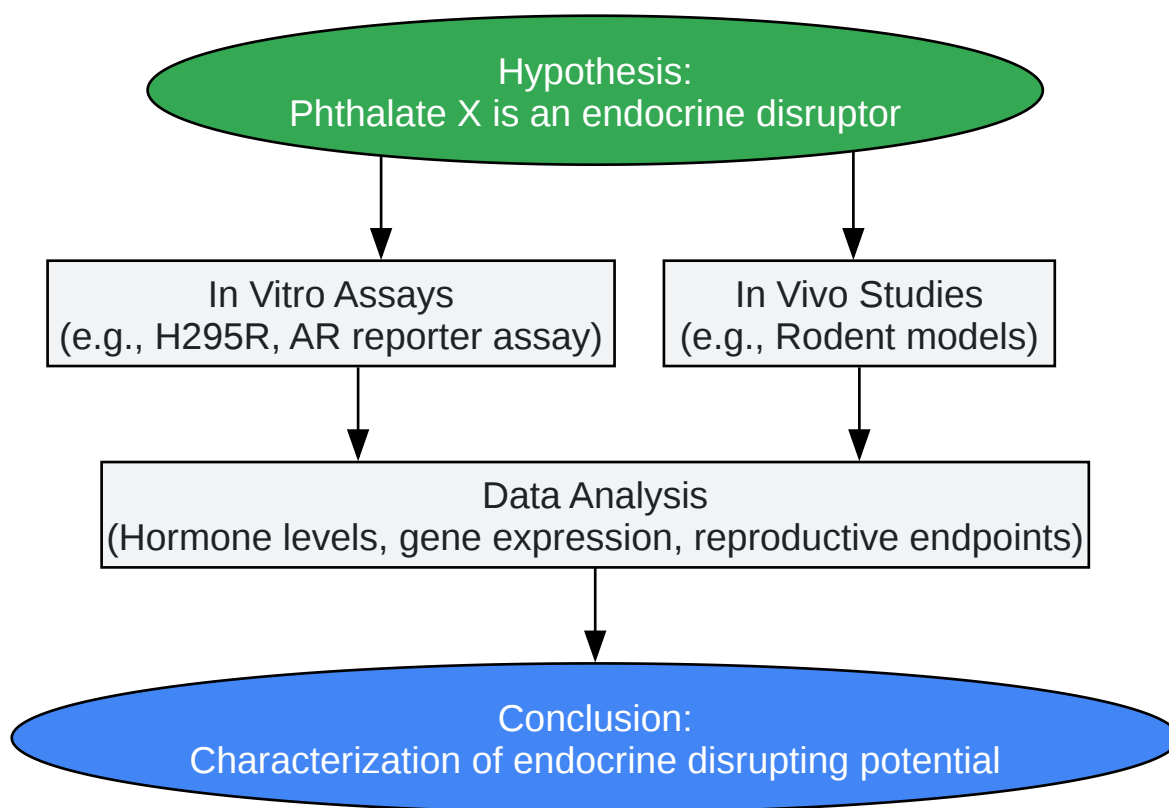 Hypothesis:
Phthalate X is an endocrine disruptor
In Vitro Assays
(e.g., H295R, AR reporter assay)
In Vivo Studies
(e.g., Rodent models)
Data Analysis
(Hormone levels, gene expression, reproductive endpoints)
Conclusion:
Characterization of endocrine disrupting potential